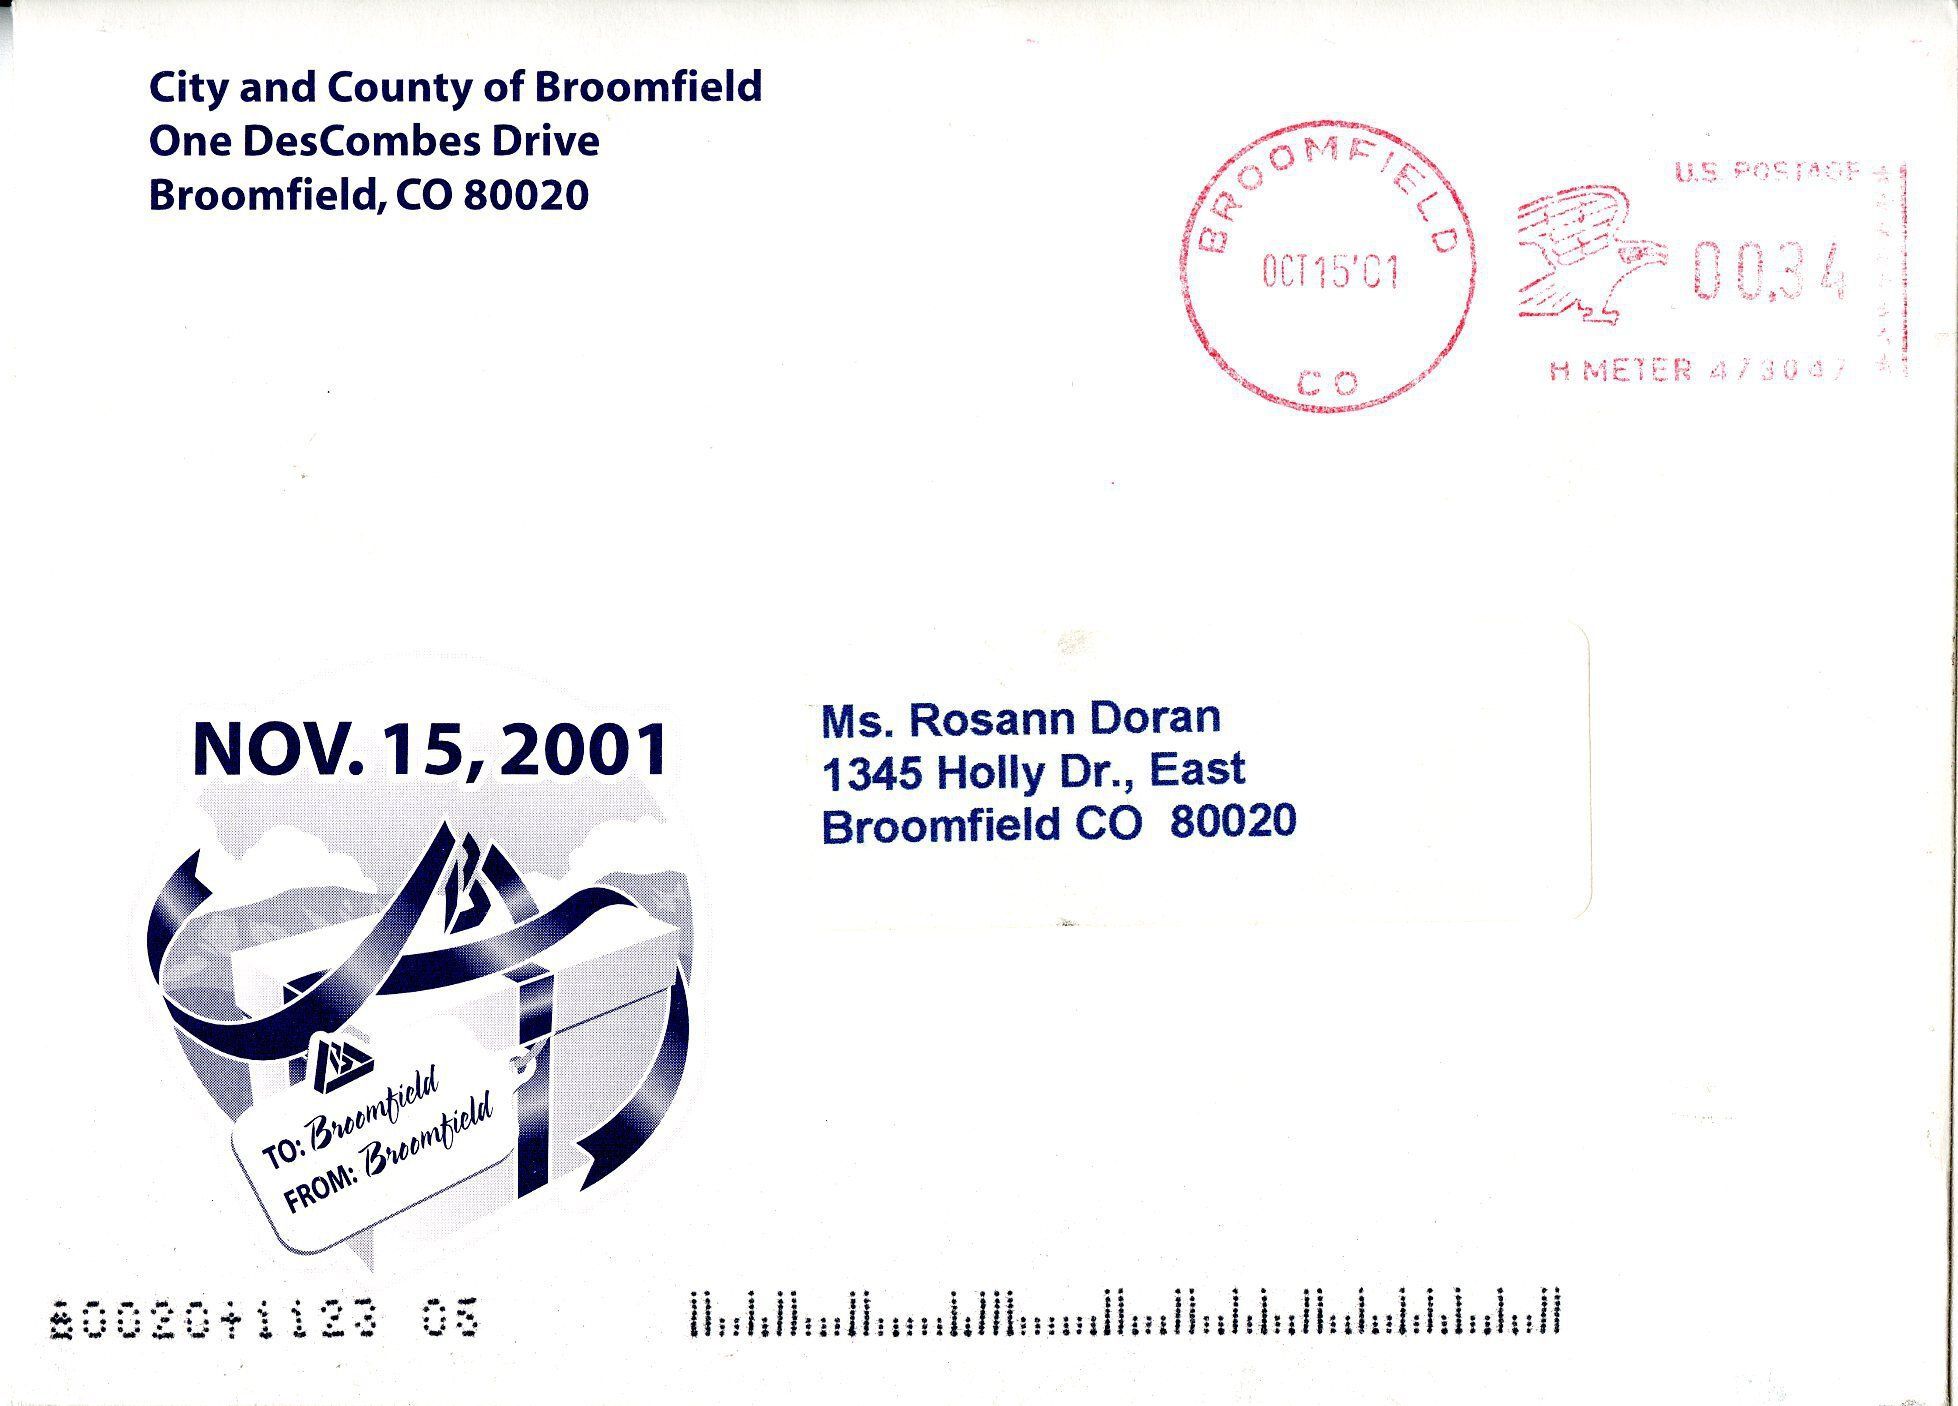 City and County of Broomfield
One DesCombes Drive
Broomfield, CO 80020
BROOMFIELD
OCT 15'01
CO
U.S. POSTAGE
00.34
H METER 473047
NOV. 15, 2001
Ms. Rosann Doran
1345 Holly Dr., East
Broomfield CO 80020
B
B
TO: Broomfield
FROM: Broomfield
80020+1123 05